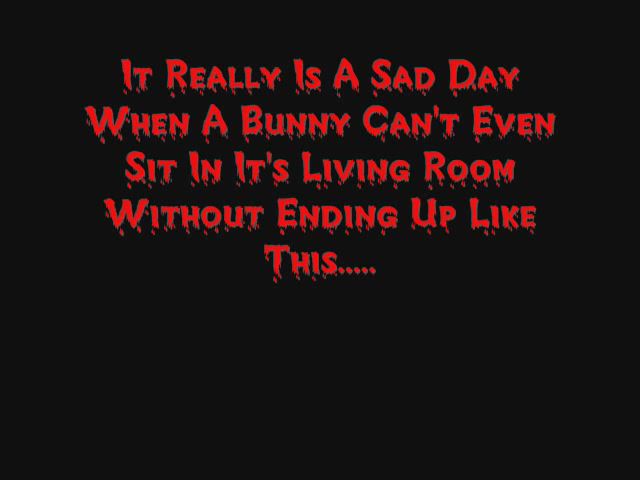 It Really Is A Sad Day
When A Bunny Can't Even
Sit In It's Living Room
Without Ending Up Like
This.....